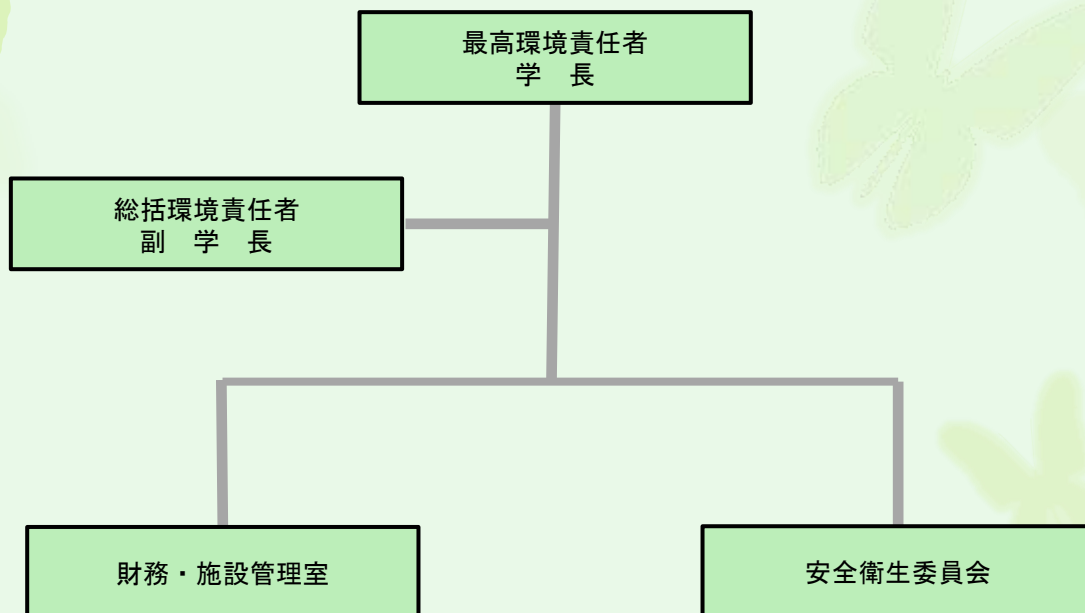 最高環境責任者
学　長
総括環境責任者
副　学　長
財務・施設管理室
安全衛生委員会